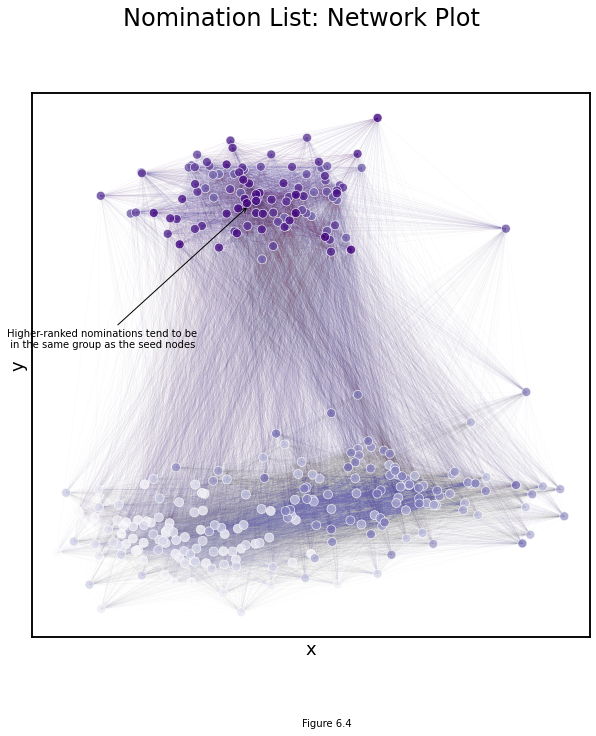 Nomination List: Network Plot
Higher-ranked nominations tend to be
in the same group as the seed nodes
y
x
Figure 6.4